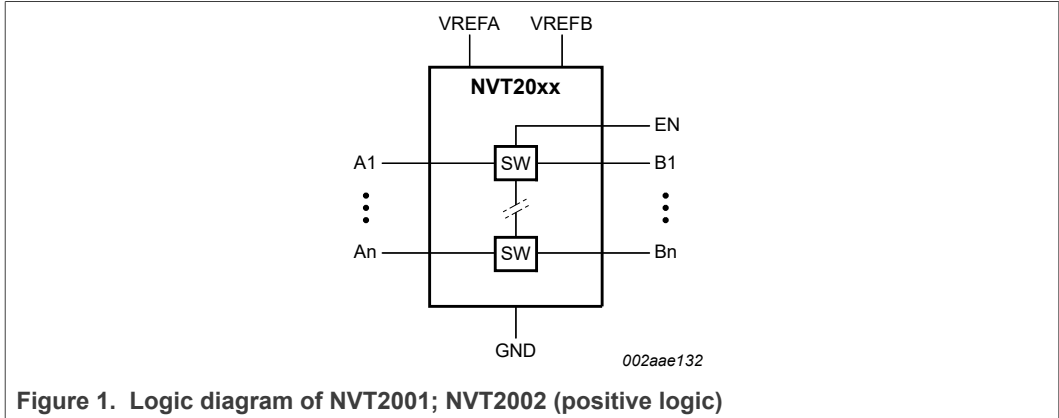 VREFA VREFB
NVT20xx
EN
A1 SW B1
An SW Bn
GND
002aae132
Figure 1. Logic diagram of NVT2001; NVT2002 (positive logic)